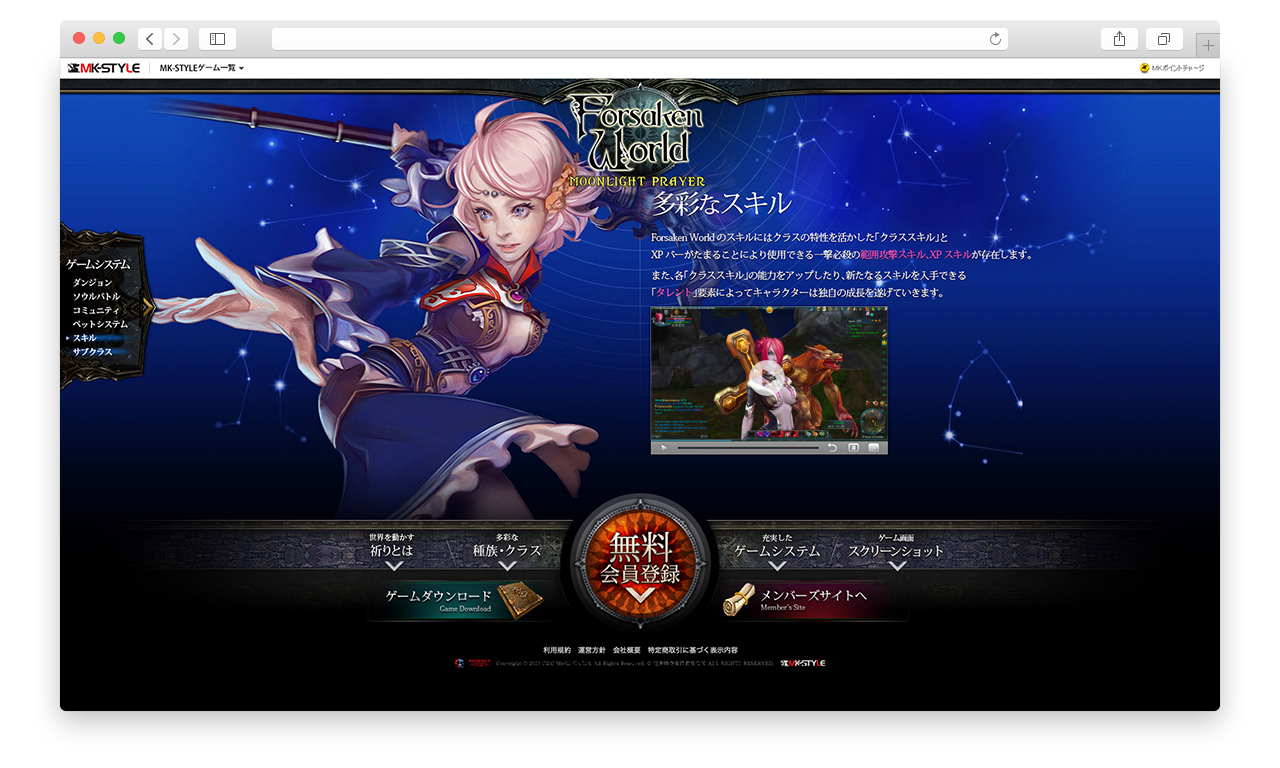 MK-STYLE
MK-STYLEゲーム一覧
MKポイントチャージ
Forsaken
World
MOONLIGHT PRAYER
多彩なスキル
Forsaken World のスキルにはクラスの特性を活かした「クラススキル」と
XP バーがたまることにより使用できる一撃必殺の範囲攻撃スキル、XP スキルが存在します。
また、各「クラススキル」の能力をアップしたり、新たなるスキルを入手できる
「タレント」要素によってキャラクターは独自の成長を遂げていきます。
ゲームシステム
ダンジョン
ソウルバトル
コミュニティ
ペットシステム
スキル
サブクラス
世界を動かす
祈りとは
多彩な
種族・クラス
無料
会員登録
充実した
ゲームシステム
ゲーム画面
スクリーンショット
ゲームダウンロード
Game Download
メンバーズサイトへ
Member's Site
利用規約 運営方針 会社概要 特定商取引に基づく表示内容
ALL RIGHTS RESERVED. MK-STYLE